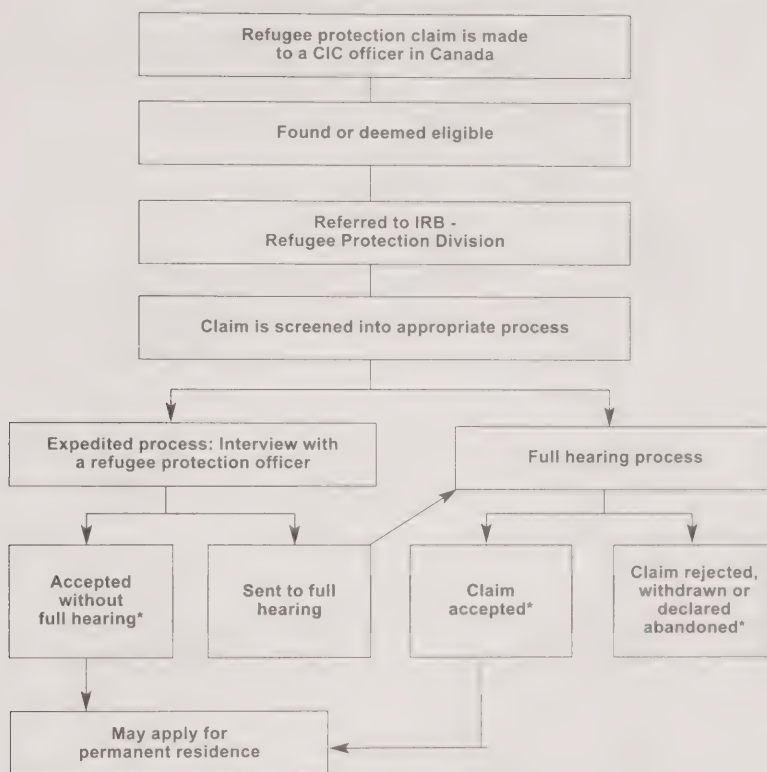 Refugee protection claim is made
to a CIC officer in Canada
Found or deemed eligible
Referred to IRB -
Refugee Protection Division
Claim is screened into appropriate process
Expedited process: Interview with
a refugee protection officer
Full hearing process
Accepted
without
full hearing*
Sent to full
hearing
Claim
accepted*
Claim rejected,
withdrawn or
declared
abandoned*
May apply for
permanent residence